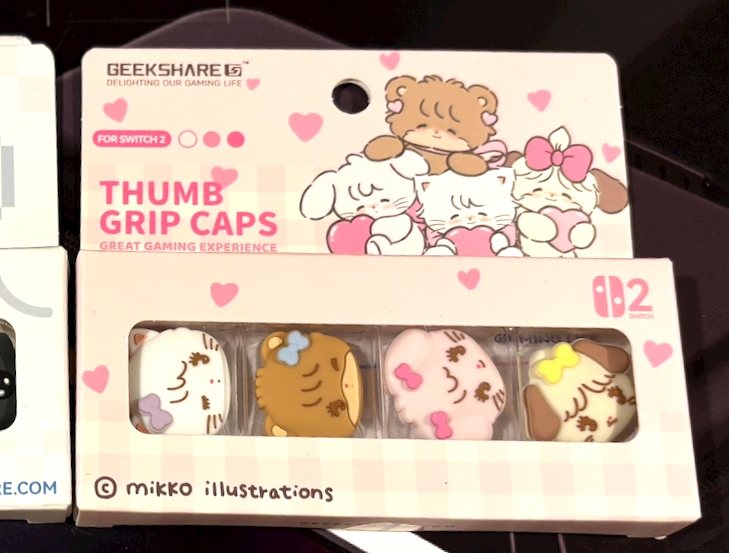 GEEKSHARE
DELIGHTING OUR GAMING LIFE
FOR SWITCH 2
THUMB
GRIP CAPS
GREAT GAMING EXPERIENCE
2
SWITCH
E.COM
© mikko illustrations